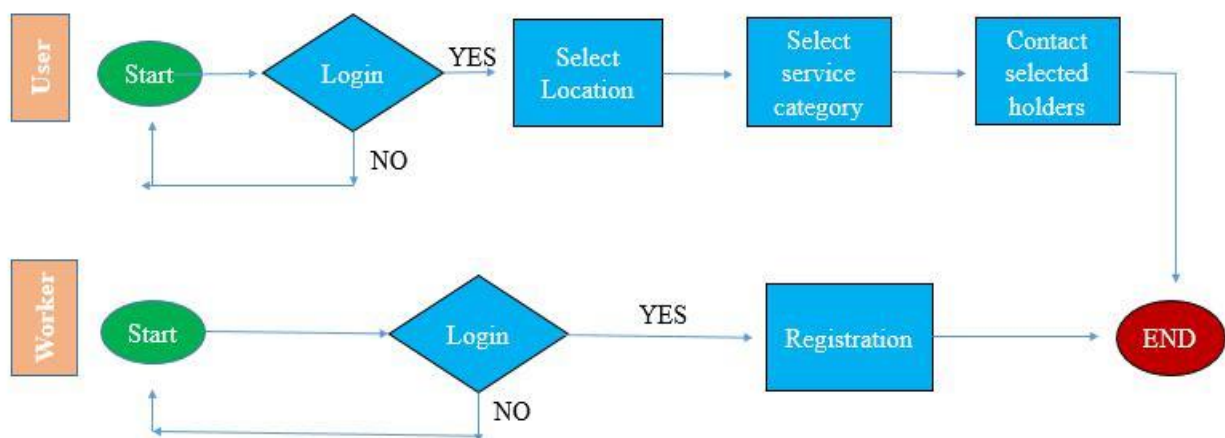 User
Start
Login
YES
Select
Location
Select
service
category
Contact
selected
holders
NO
Worker
Start
Login
YES
Registration
END
NO